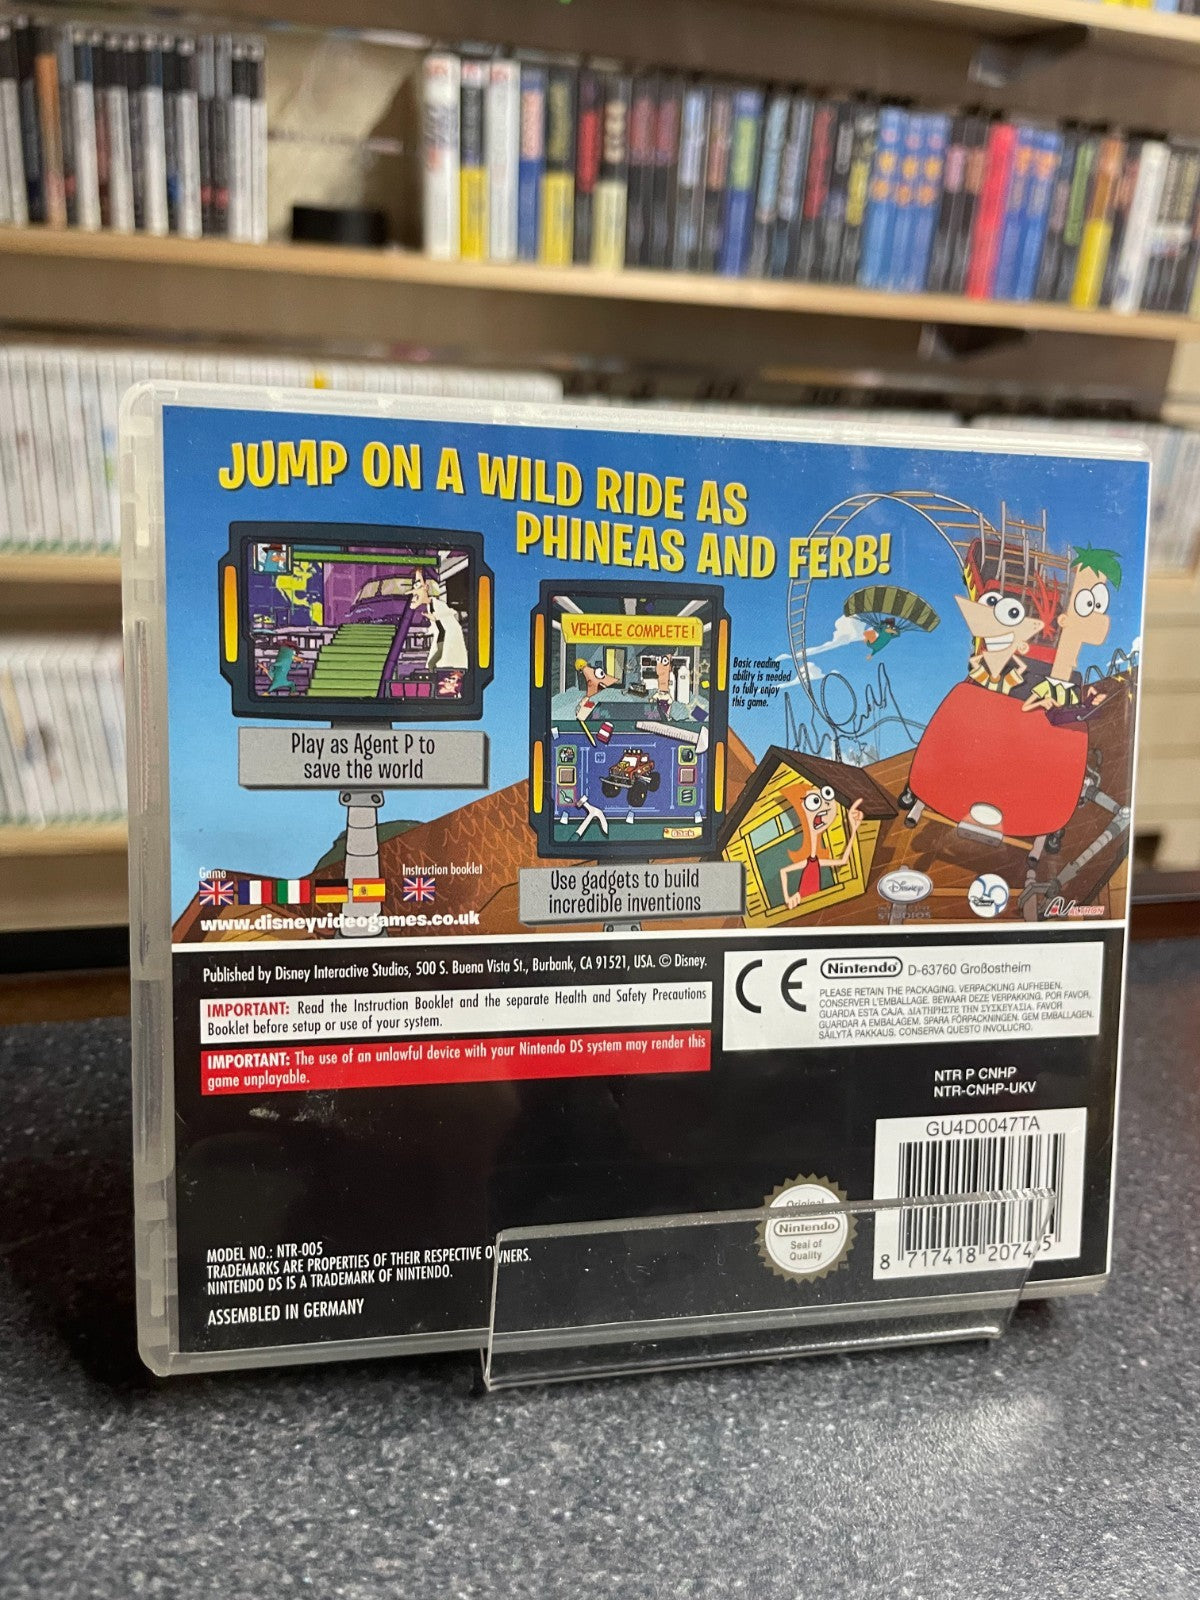 JUMP ON A WILD RIDE AS
PHINEAS AND FERB!
VEHICLE COMPLETE!
Basic reading
ability is needed
to fully enjoy
this game.
Play as Agent P to
save the world
Back
Use gadgets to build
incredible inventions
Game
Instruction booklet
www.disneyvideogames.co.uk
Disney
STUDIOS
ALTRON
Published by Disney Interactive Studios, 500 S. Buena Vista St., Burbank, CA 91521, USA. © Disney.
IMPORTANT: Read the Instruction Booklet and the separate Health and Safety Precautions
Booklet before setup or use of your system.
IMPORTANT: The use of an unlawful device with your Nintendo DS system may render this
game unplayable.
CE
Nintendo D-63760 Großostheim
PLEASE RETAIN THE PACKAGING. VERPACKUNG AUFHEBEN.
CONSERVER L'EMBALAGE. BEWAAR DEZE VERPAKKING. POR FAVOR,
GUARDA ESTA CAJA. ΔΙΑΤΗΡΗΣΤΕ ΤΗΝ ΣΥΣΚΕΥΑΣΙΑ. FAVOR
GUARDAR A EMBALAGEM. SPARA FÖRPACKNINGEN. GEM EMBALLAGEN.
SÄILYTÄ PAKKAUS. CONSERVA QUESTO INVOLUCRO.
NTR P CNHP
NTR-CNHP-UKV
GU4D0047TA
8 717418 207465
Original
Nintendo
Seal of
Quality
MODEL NO.: NTR-005
TRADEMARKS ARE PROPERTIES OF THEIR RESPECTIVE OWNERS.
NINTENDO DS IS A TRADEMARK OF NINTENDO.
ASSEMBLED IN GERMANY